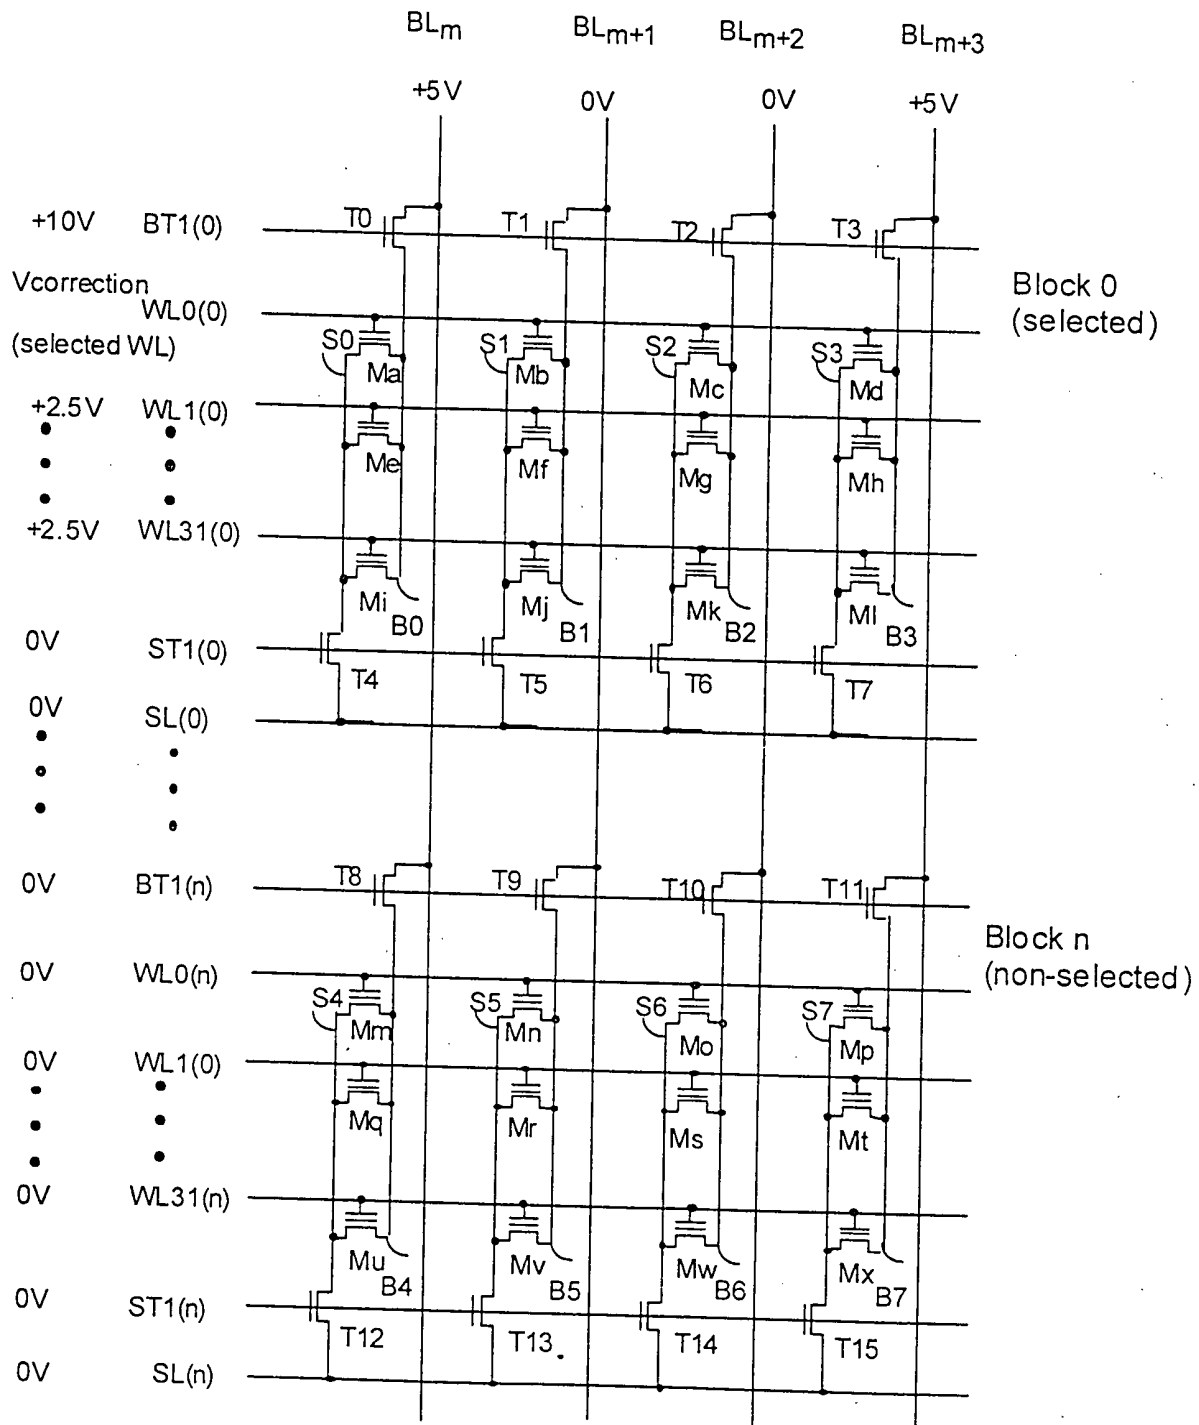 BLm BLm+1 BLm+2 BLm+3
+5V 0V 0V +5V
+10V BT1(0) T0 T1 T2 T3
Block 0
(selected)
Vcorrection
WL0(0)
(selected WL)
S0 S1 S2 S3
Ma Mb Mc Md
+2.5V WL1(0)
Me Mf Mg Mh
+2.5V WL31(0)
Mi Mj Mk Ml
B0 B1 B2 B3
0V ST1(0)
T4 T5 T6 T7
0V SL(0)
0V BT1(n) T8 T9 T10 T11
Block n
(non-selected)
0V WL0(n)
S4 S5 S6 S7
Mm Mn Mo Mp
0V WL1(0)
Mq Mr Ms Mt
0V WL31(n)
Mu Mv Mw Mx
B4 B5 B6 B7
0V ST1(n)
T12 T13 T14 T15
0V SL(n)